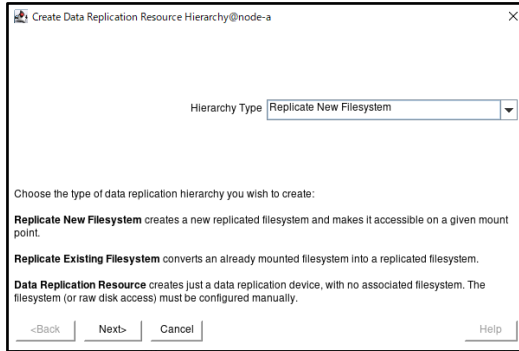 Create Data Replication Resource Hierarchy@node-a
Hierarchy Type Replicate New Filesystem
Choose the type of data replication hierarchy you wish to create:
Replicate New Filesystem creates a new replicated filesystem and makes it accessible on a given mount
point.
Replicate Existing Filesystem converts an already mounted filesystem into a replicated filesystem.
Data Replication Resource creates just a data replication device, with no associated filesystem. The
filesystem (or raw disk access) must be configured manually.
<Back Next> Cancel Help